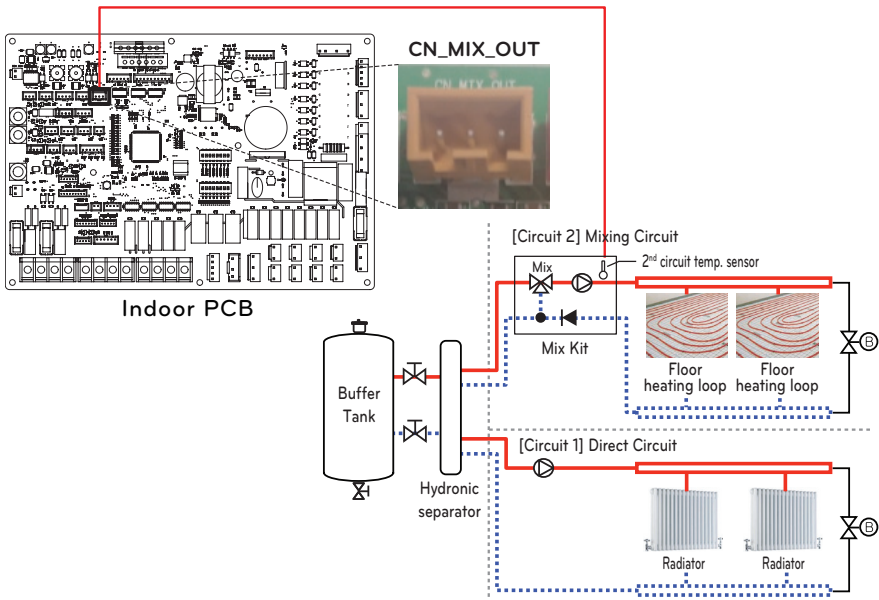 CN_MIX_OUT
CN_MIX_OUT
Indoor PCB
[Circuit 2] Mixing Circuit
Mix
2nd circuit temp. sensor
Mix Kit
Floor
heating loop
Floor
heating loop
B
Buffer
Tank
Hydronic
separator
[Circuit 1] Direct Circuit
Radiator
Radiator
B